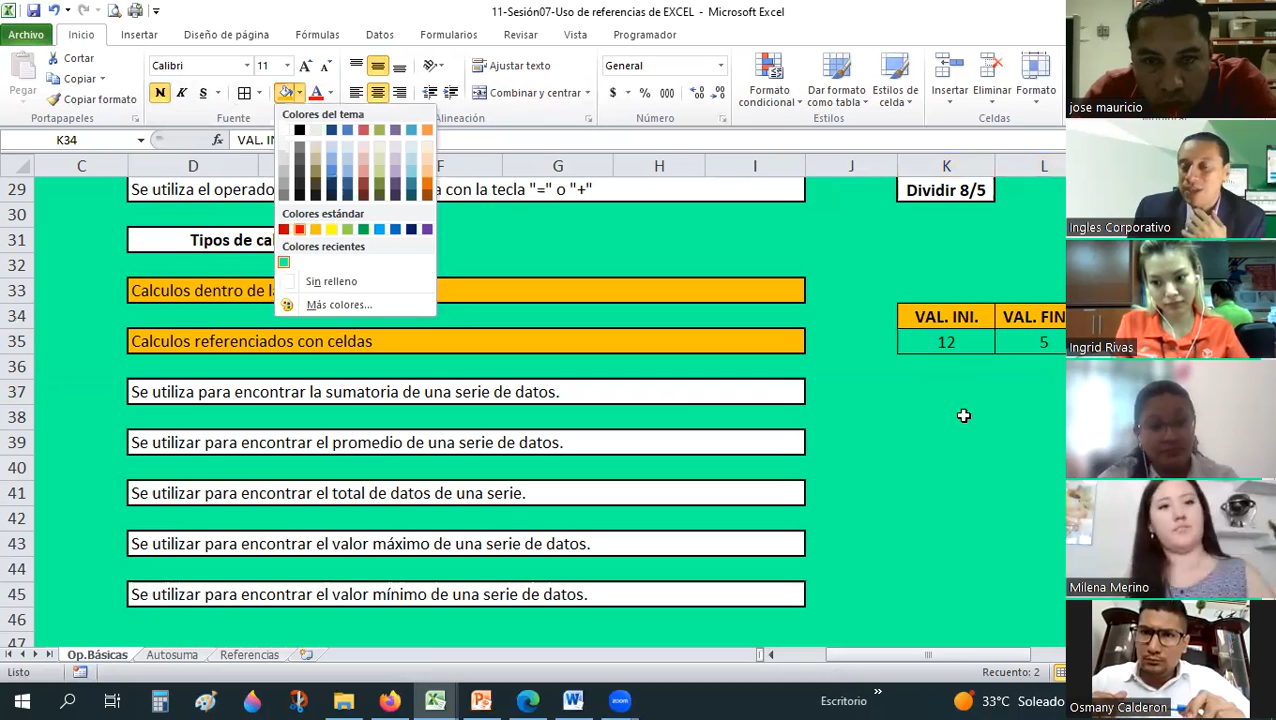 11-Sesión07-Uso de referencias de EXCEL - Microsoft Excel
Archivo Inicio Insertar Diseño de página Fórmulas Datos Formularios Revisar Vista Programador
Pegar
Cortar
Copiar
Copiar formato
Portapapeles
Calibri 11
N K S
Fuente
Ajustar texto
Combinar y centrar
Alineación
General
$ % 000
Número
Formato condicional
Dar formato como tabla
Estilos de celda
Estilos
Insertar Eliminar Formato
Colores del tema
Colores estándar
Colores recientes
Sin relleno
Más colores...
K34 fx VAL. IN
C D F G H I J K L
29 Se utiliza el operado a con la tecla "=" o "+" Dividir 8/5
30
31 Tipos de cal
32
33 Calculos dentro de la
34 VAL. INI. VAL. FIN
35 Calculos referenciados con celdas 12 5
36
37 Se utiliza para encontrar la sumatoria de una serie de datos.
38
39 Se utilizar para encontrar el promedio de una serie de datos.
40
41 Se utilizar para encontrar el total de datos de una serie.
42
43 Se utilizar para encontrar el valor máximo de una serie de datos.
44
45 Se utilizar para encontrar el valor mínimo de una serie de datos.
46
47
Op.Básicas Autosuma Referencias
Listo Recuento: 2
Escritorio » 33°C Soleado
zoom
jose mauricio
Ingles Corporativo
Ingrid Rivas
Milena Merino
Osmany Calderon